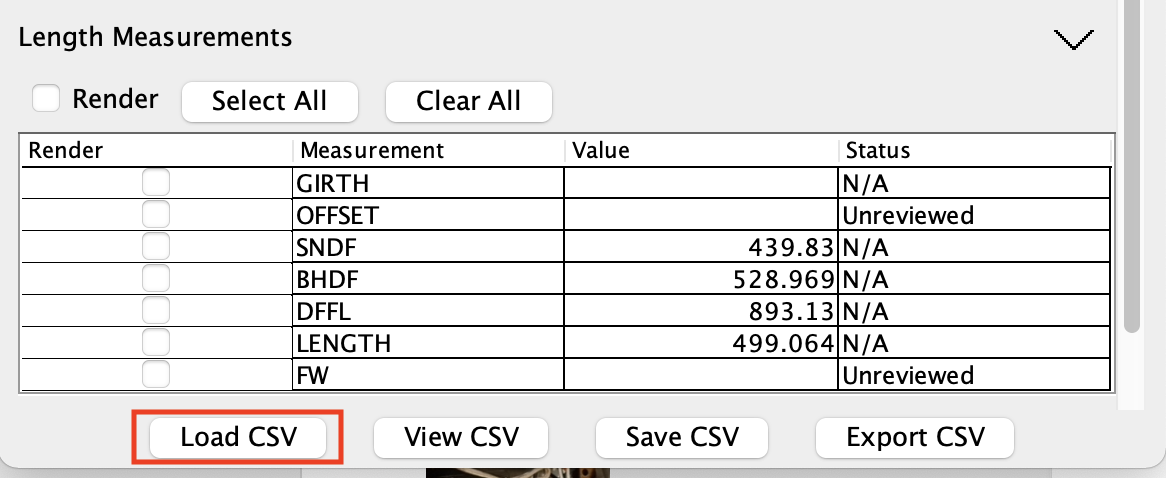 Length Measurements
Render Select All Clear All
Render Measurement Value Status
GIRTH N/A
OFFSET Unreviewed
SNDF 439.83 N/A
BHDF 528.969 N/A
DFFL 893.13 N/A
LENGTH 499.064 N/A
FW Unreviewed
Load CSV View CSV Save CSV Export CSV